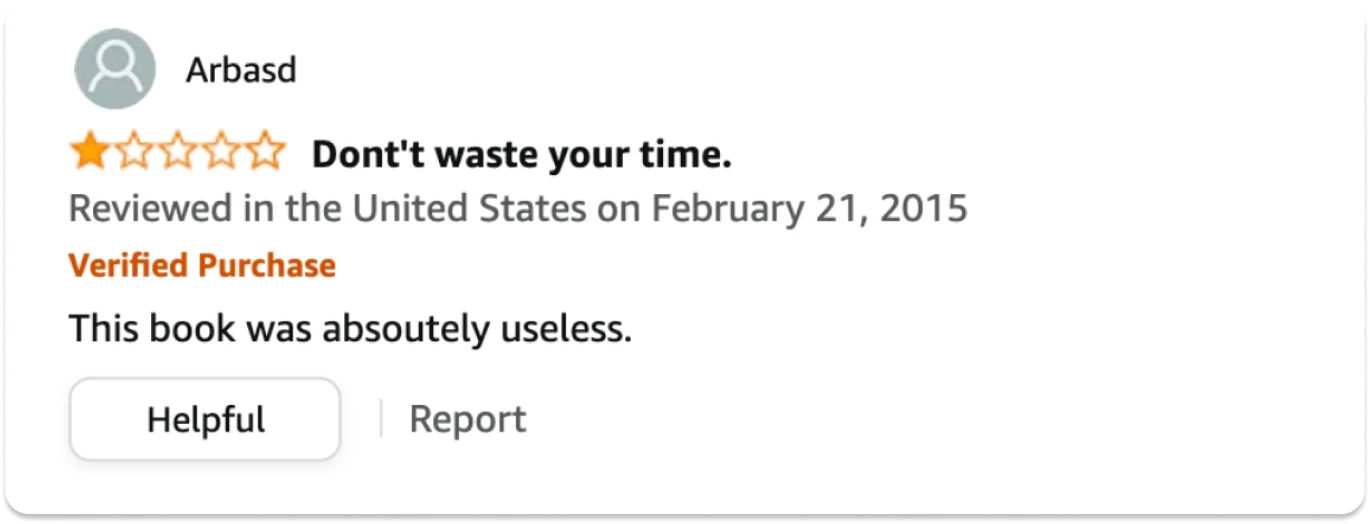 Arbasd
Dont't waste your time.
Reviewed in the United States on February 21, 2015
Verified Purchase
This book was absoutely useless.
Helpful | Report